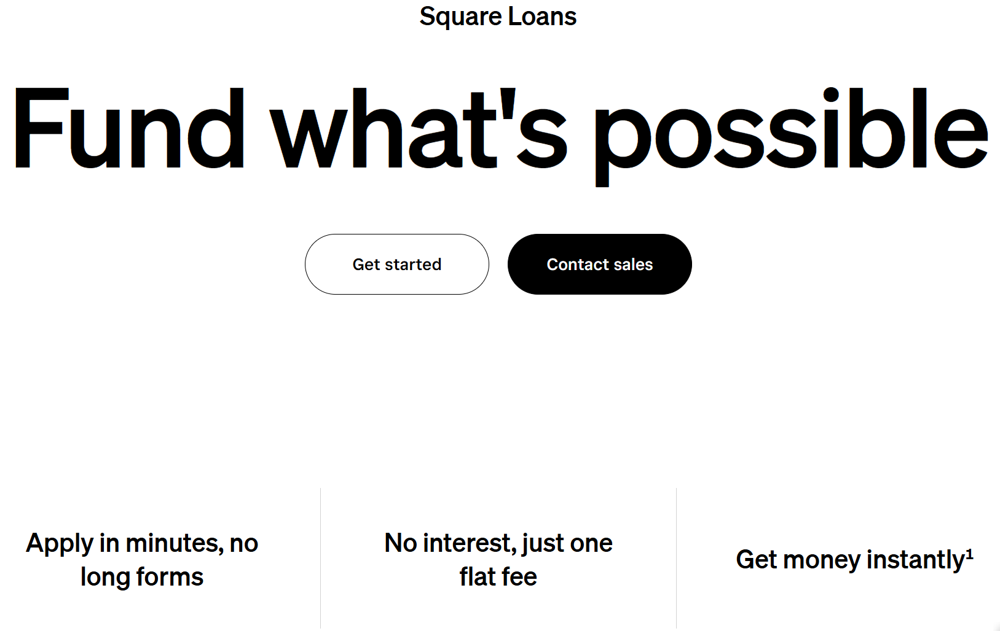 Square Loans
Fund what's possible
Get started
Contact sales
Apply in minutes, no
long forms
No interest, just one
flat fee
Get money instantly¹